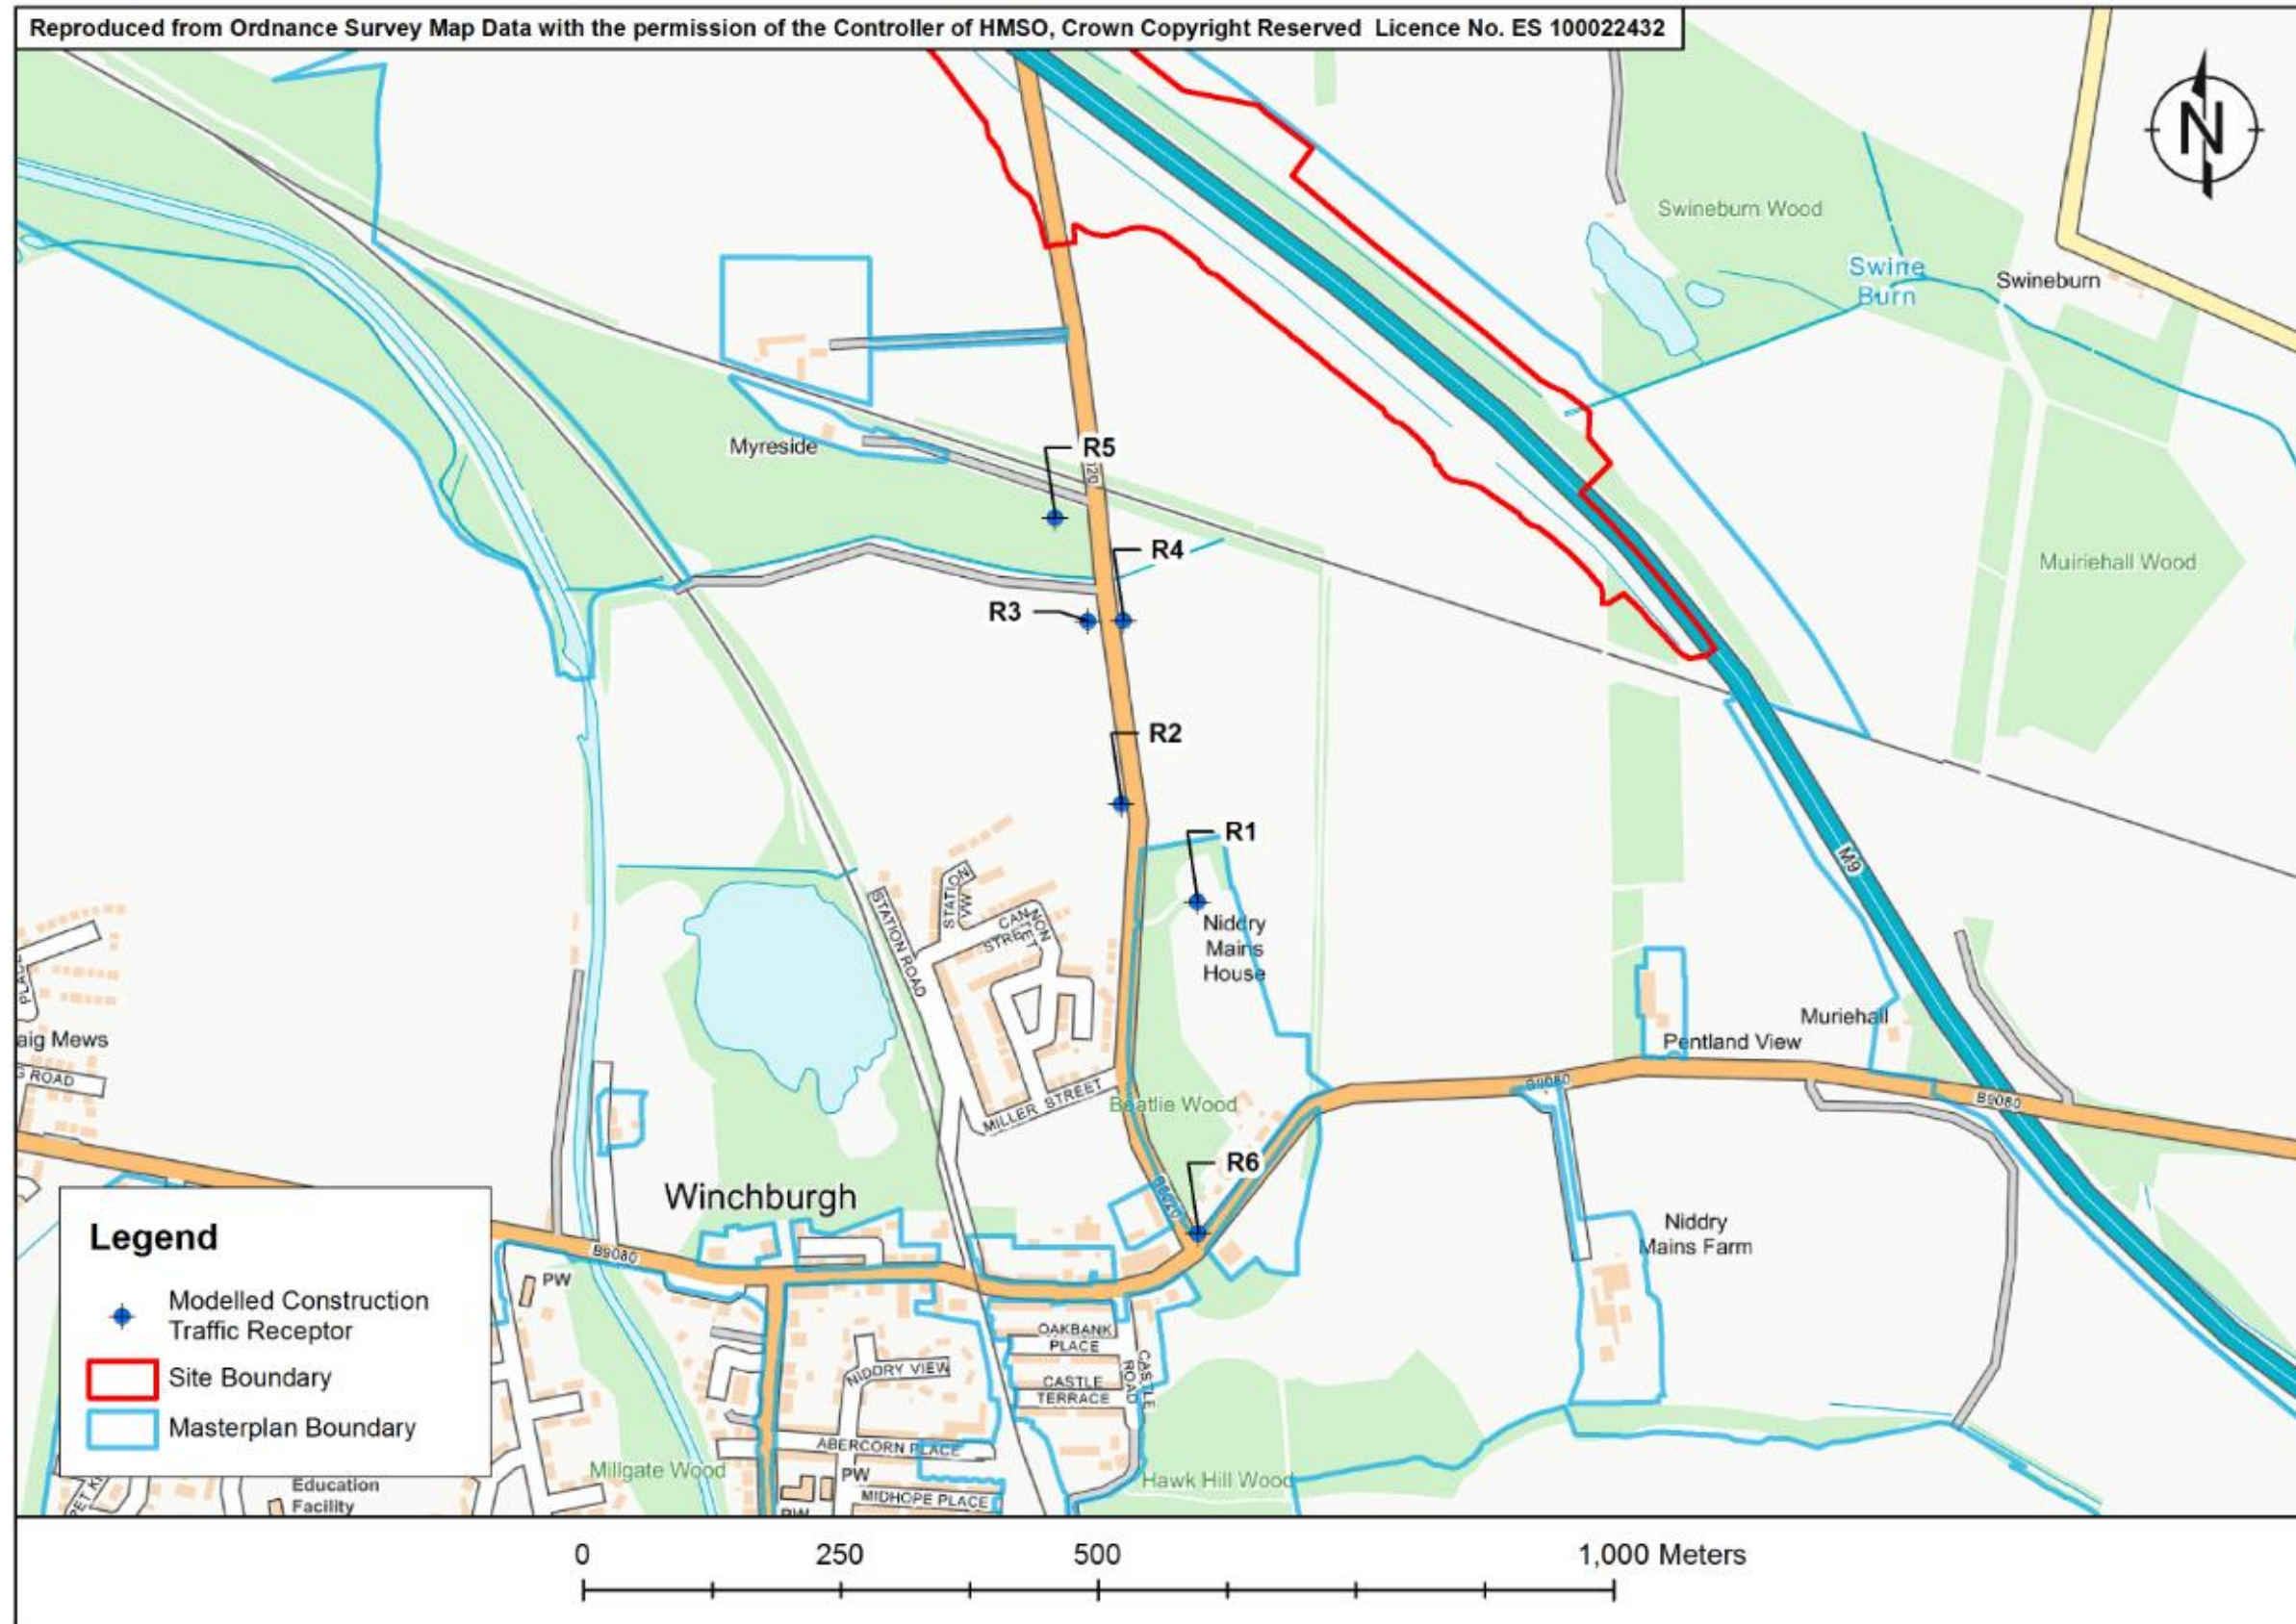 Reproduced from Ordnance Survey Map Data with the permission of the Controller of HMSO, Crown Copyright Reserved Licence No. ES 100022432
N
Swineburn Wood
Swine
Burn
Swineburn
Myreside
R5
R4
R3
Muiriehall Wood
R2
R1
M9
STATION
VW
CANNON
STREET
STATION ROAD
Niddry
Mains
House
PLACE
aig Mews
G ROAD
Muriehall
Pentland View
B9080
B9080
MILLER STREET
Beatlie Wood
R6
B8020
Winchburgh
Niddry
Mains Farm
B9080
Legend
Modelled Construction
Traffic Receptor
Site Boundary
Masterplan Boundary
PW
OAKBANK
PLACE
NIDDRY VIEW
CASTLE
TERRACE
CASTLE
ROAD
ABERCORN PLACE
Millgate Wood
PW
Hawk Hill Wood
Education
Facility
MIDHOPE PLACE
PW
0 250 500 1,000 Meters